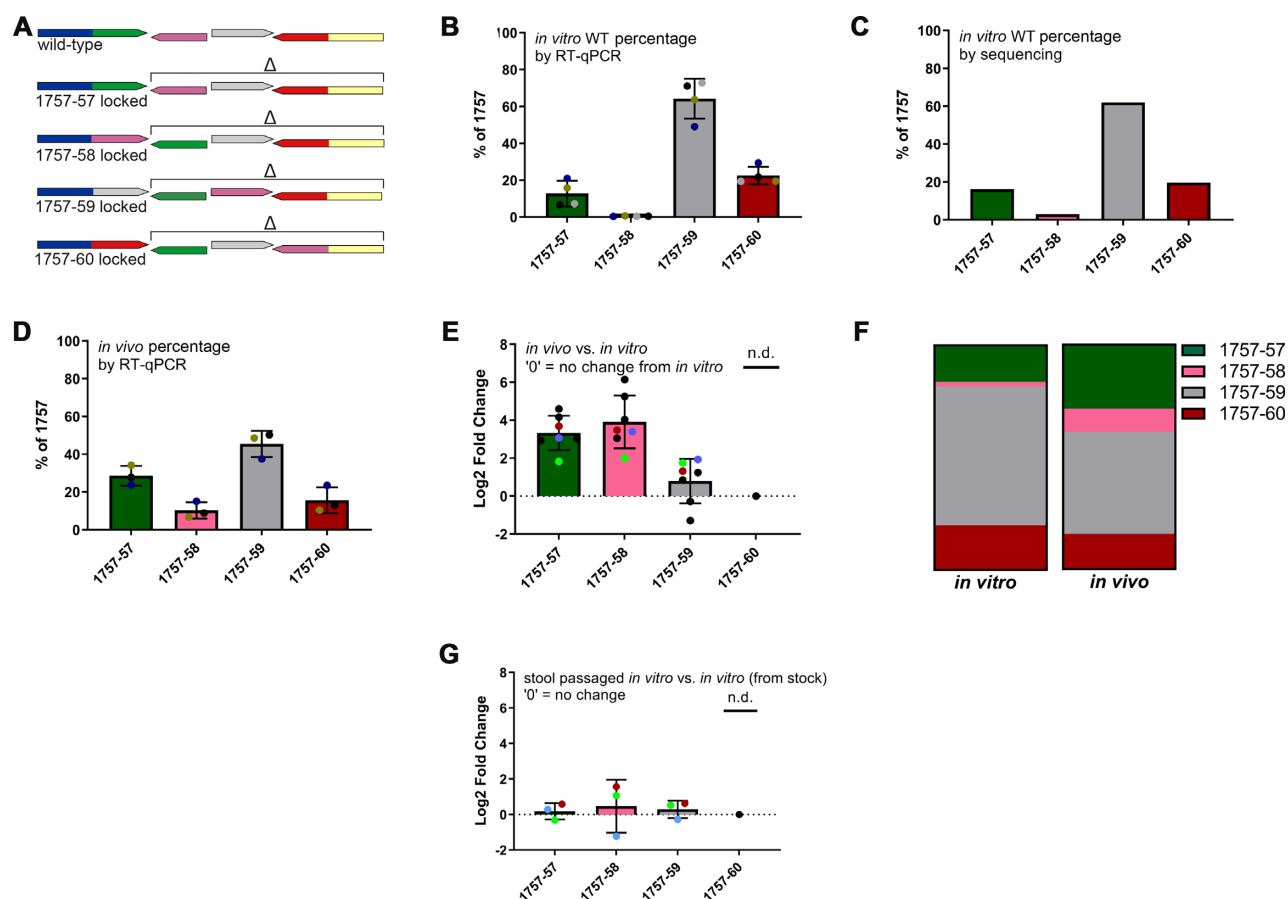 A
wild-type
Δ
1757-57 locked
Δ
1757-58 locked
Δ
1757-59 locked
Δ
1757-60 locked
B
in vitro WT percentage
by RT-qPCR
% of 1757
100
80
60
40
20
0
1757-57
1757-58
1757-59
1757-60
C
in vitro WT percentage
by sequencing
% of 1757
100
80
60
40
20
0
1757-57
1757-58
1757-59
1757-60
D
in vivo percentage
by RT-qPCR
% of 1757
100
80
60
40
20
0
1757-57
1757-58
1757-59
1757-60
E
in vivo vs. in vitro
'0' = no change from in vitro
n.d.
Log2 Fold Change
8
6
4
2
0
-2
1757-57
1757-58
1757-59
1757-60
F
1757-57
1757-58
1757-59
1757-60
in vitro
in vivo
G
stool passaged in vitro vs. in vitro (from stock)
'0' = no change
n.d.
Log2 Fold Change
8
6
4
2
0
-2
1757-57
1757-58
1757-59
1757-60